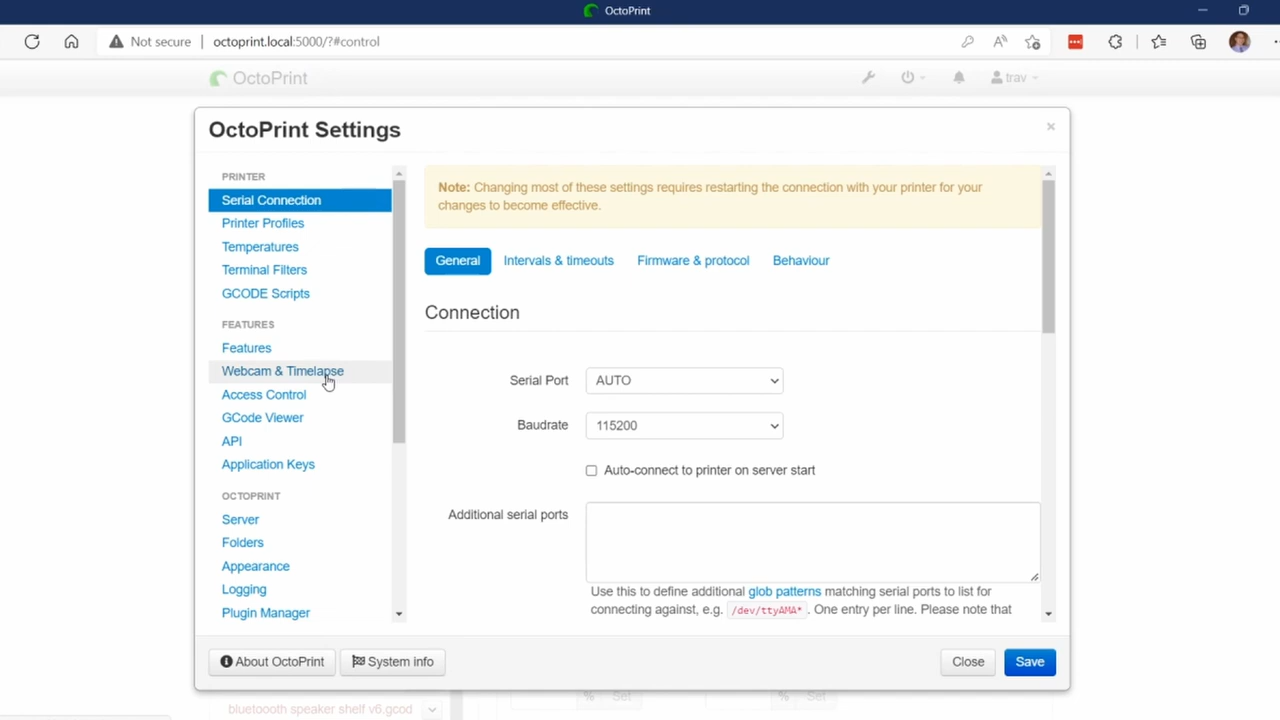 OctoPrint
Not secure
octoprint.local:5000/?#control
OctoPrint
trav
OctoPrint Settings
PRINTER
Serial Connection
Printer Profiles
Temperatures
Terminal Filters
GCODE Scripts
FEATURES
Features
Webcam & Timelapse
Access Control
GCode Viewer
API
Application Keys
OCTOPRINT
Server
Folders
Appearance
Logging
Plugin Manager
Note: Changing most of these settings requires restarting the connection with your printer for your
changes to become effective.
General
Intervals & timeouts
Firmware & protocol
Behaviour
Connection
Serial Port
AUTO
Baudrate
115200
Auto-connect to printer on server start
Additional serial ports
Use this to define additional glob patterns matching serial ports to list for
connecting against, e.g. /dev/ttyAMA* . One entry per line. Please note that
About OctoPrint
System info
Close
Save
% Set
% Set
bluetoooth speaker shelf v6.gcod